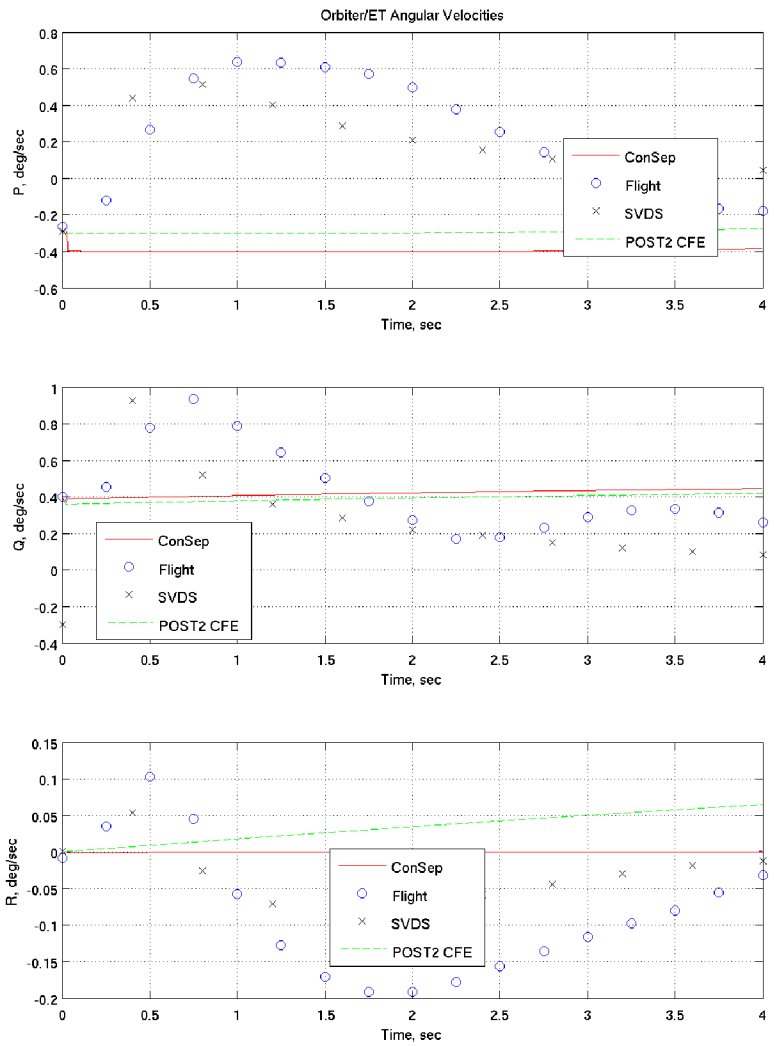 Orbiter/ET Angular Velocities
0.8
0.6
0.4
0.2
0
-0.2
-0.4
-0.6
P, deg/sec
ConSep
Flight
SVDS
POST2 CFE
0 0.5 1 1.5 2 2.5 3 3.5 4
Time, sec
1
0.8
0.6
0.4
0.2
0
-0.2
-0.4
Q, deg/sec
ConSep
Flight
SVDS
POST2 CFE
0 0.5 1 1.5 2 2.5 3 3.5 4
Time, sec
0.15
0.1
0.05
0
-0.05
-0.1
-0.15
-0.2
R, deg/sec
ConSep
Flight
SVDS
POST2 CFE
0 0.5 1 1.5 2 2.5 3 3.5 4
Time, sec